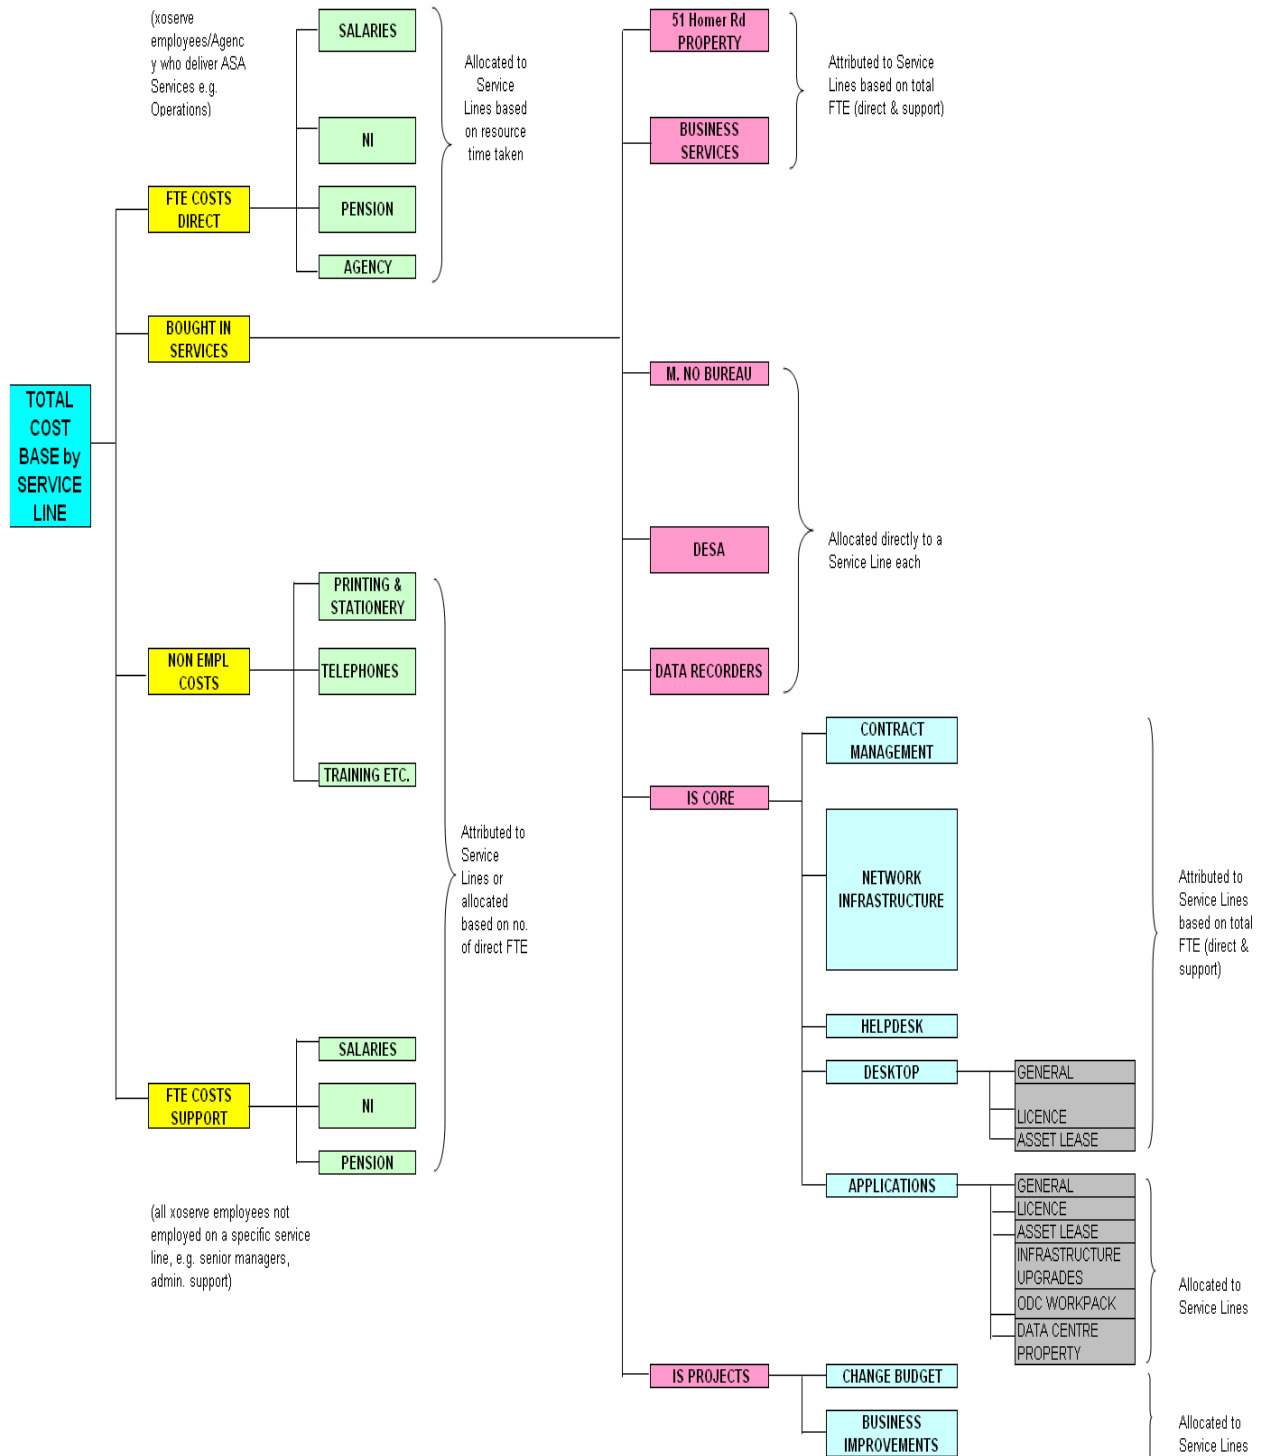 (xoserve
employees/Agenc
y who deliver ASA
Services e.g.
Operations)
SALARIES
NI
PENSION
AGENCY
Allocated to
Service
Lines based
on resource
time taken
FTE COSTS
DIRECT
BOUGHT IN
SERVICES
TOTAL
COST
BASE by
SERVICE
LINE
NON EMPL
COSTS
PRINTING &
STATIONERY
TELEPHONES
TRAINING ETC.
Attributed to
Service
Lines or
allocated
based on no.
of direct FTE
FTE COSTS
SUPPORT
SALARIES
NI
PENSION
(all xoserve employees not
employed on a specific service
line, e.g. senior managers,
admin. support)
51 Homer Rd
PROPERTY
BUSINESS
SERVICES
Attributed to Service
Lines based on total
FTE (direct & support)
M. NO BUREAU
DESA
DATA RECORDERS
Allocated directly to a
Service Line each
IS CORE
CONTRACT
MANAGEMENT
NETWORK
INFRASTRUCTURE
HELPDESK
DESKTOP
GENERAL
LICENCE
ASSET LEASE
Attributed to
Service Lines
based on total
FTE (direct &
support)
APPLICATIONS
GENERAL
LICENCE
ASSET LEASE
INFRASTRUCTURE
UPGRADES
ODC WORKPACK
DATA CENTRE
PROPERTY
Allocated to
Service Lines
IS PROJECTS
CHANGE BUDGET
BUSINESS
IMPROVEMENTS
Allocated to
Service Lines